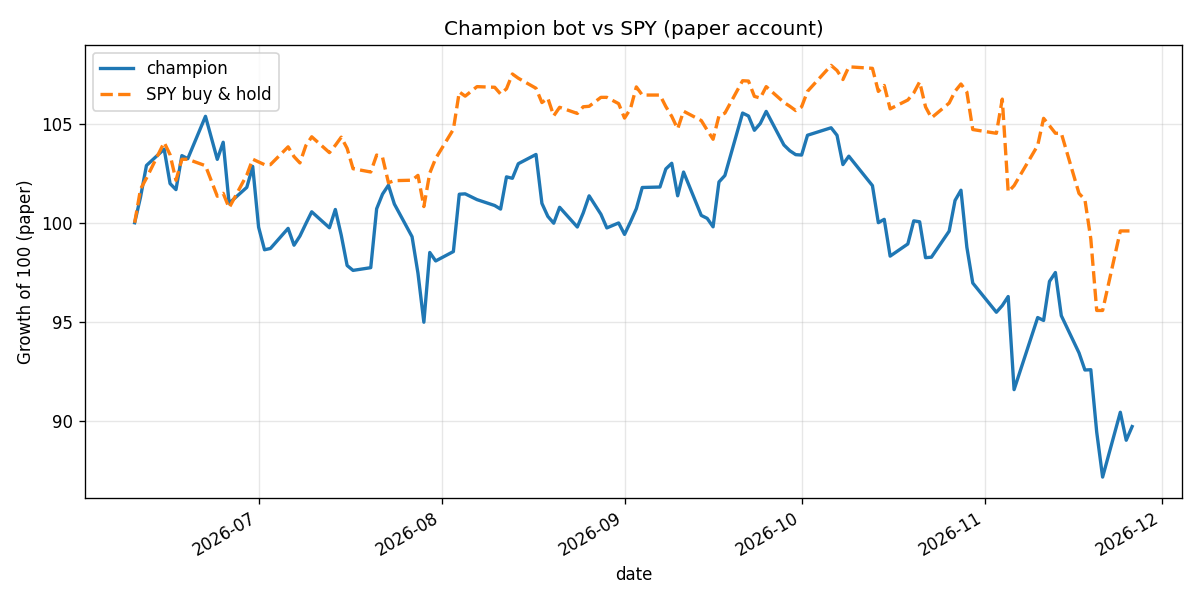 Champion bot vs SPY (paper account)
champion
SPY buy & hold
Growth of 100 (paper)
105
100
95
90
2026-07
2026-08
2026-09
2026-10
2026-11
2026-12
date